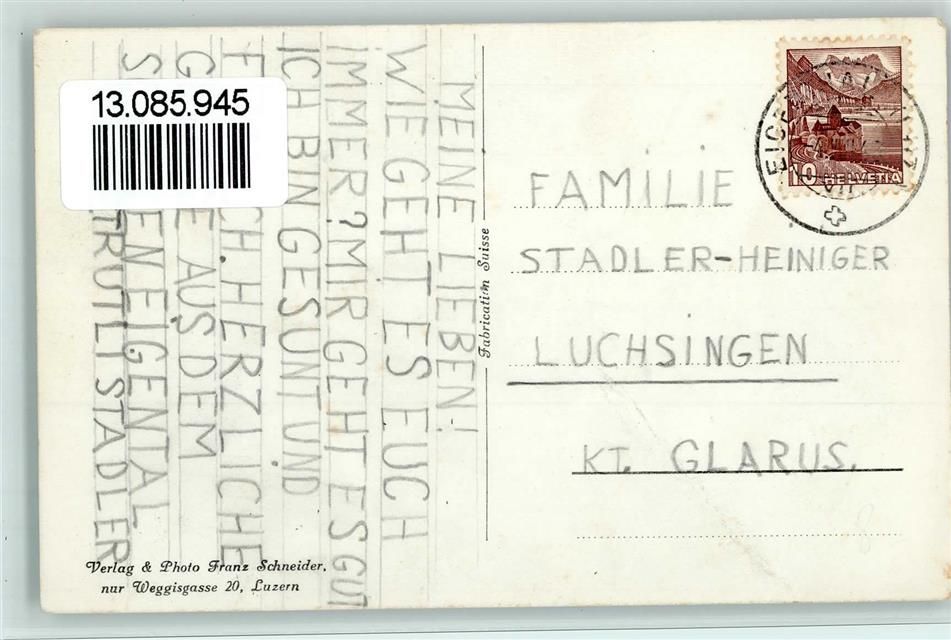 13.085.945
MEINE LIEBEN!
WIE GEHT ES EUCH
IMMER? MIR GEHT ES GUT
ICH BIN GESUNT UND
F CH. HERZLICHE
G E AUS DEM
S EN EIGENTAL
TRUTLI STADLER
Verlag & Photo Franz Schneider,
nur Weggisgasse 20, Luzern
Fabrication Suisse
10 HELVETIA
FAMILIE
STADLER-HEINIGER
LUCHSINGEN
KT. GLARUS.